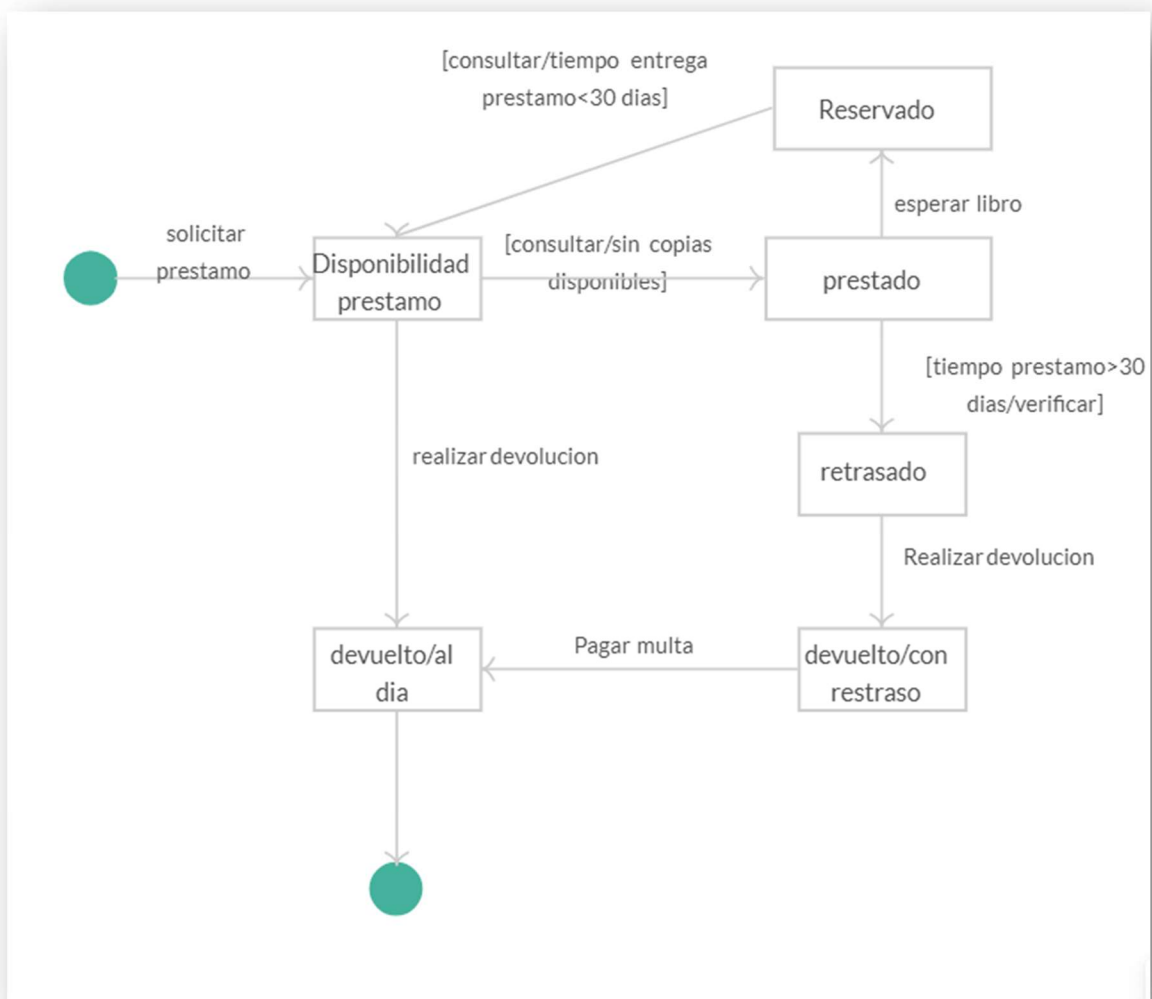 [consultar/tiempo entrega
prestamo<30 dias]
Reservado
esperar libro
solicitar
prestamo
Disponibilidad
prestamo
[consultar/sin copias
disponibles]
prestado
[tiempo prestamo>30
dias/verificar]
realizar devolucion
retrasado
Realizar devolucion
devuelto/al
dia
Pagar multa
devuelto/con
restraso